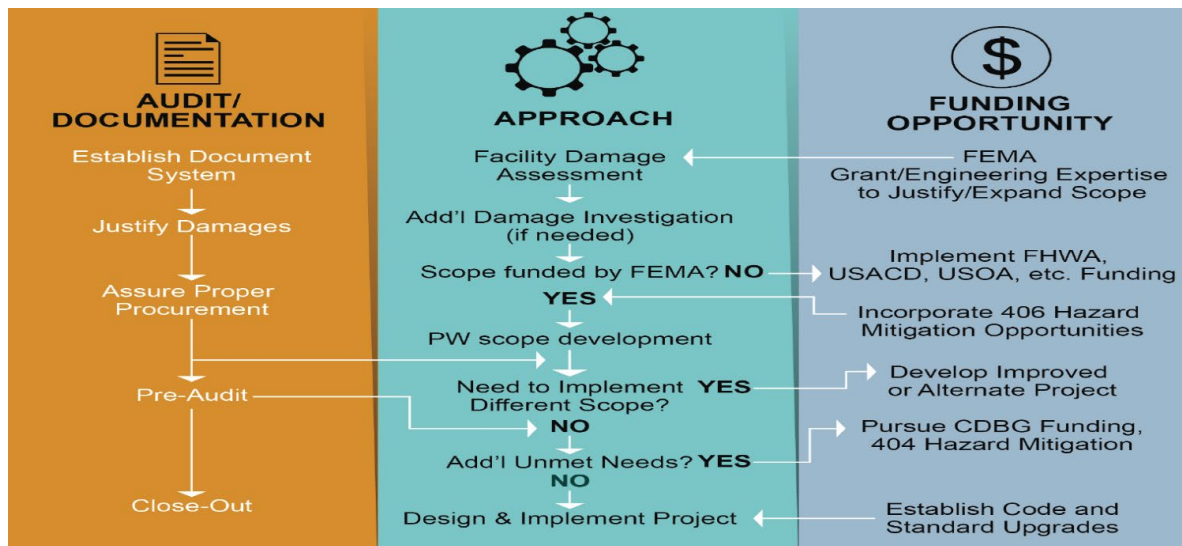 AUDIT/
DOCUMENTATION
Establish Document
System
Justify Damages
Assure Proper
Procurement
Pre-Audit
Close-Out
APPROACH
Facility Damage
Assessment
Add'l Damage Investigation
(if needed)
Scope funded by FEMA? NO
YES
PW scope development
Need to Implement YES
Different Scope?
NO
Add'l Unmet Needs? YES
NO
Design & Implement Project
$
FUNDING
OPPORTUNITY
FEMA
Grant/Engineering Expertise
to Justify/Expand Scope
Implement FHWA,
USACD, USOA, etc. Funding
Incorporate 406 Hazard
Mitigation Opportunities
Develop Improved
or Alternate Project
Pursue CDBG Funding,
404 Hazard Mitigation
Establish Code and
Standard Upgrades